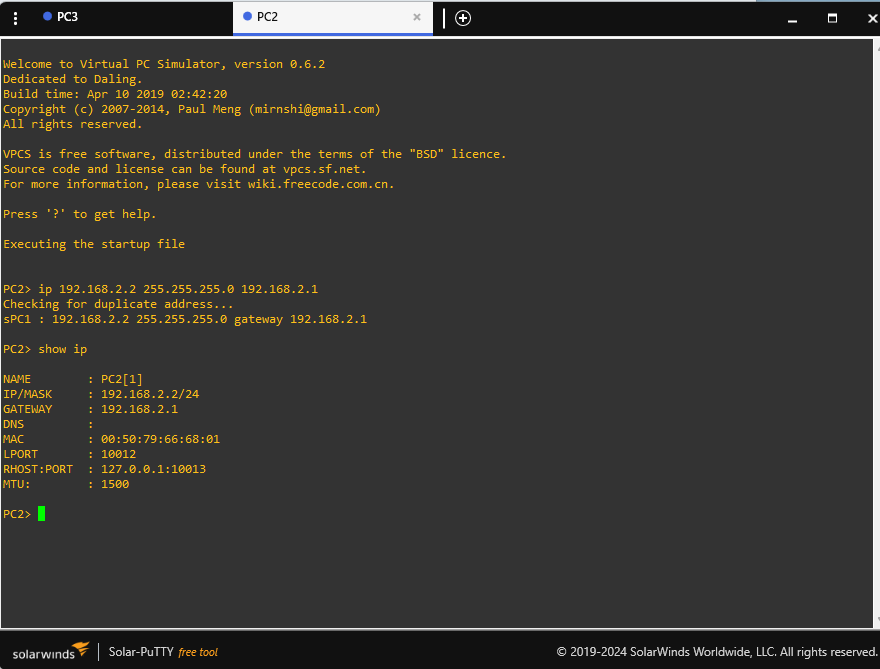 PC3
PC2
Welcome to Virtual PC Simulator, version 0.6.2
Dedicated to Daling.
Build time: Apr 10 2019 02:42:20
Copyright (c) 2007-2014, Paul Meng (mirnshi@gmail.com)
All rights reserved.
VPCS is free software, distributed under the terms of the "BSD" licence.
Source code and license can be found at vpcs.sf.net.
For more information, please visit wiki.freecode.com.cn.
Press '?' to get help.
Executing the startup file
PC2> ip 192.168.2.2 255.255.255.0 192.168.2.1
Checking for duplicate address...
sPC1 : 192.168.2.2 255.255.255.0 gateway 192.168.2.1
PC2> show ip
NAME        : PC2[1]
IP/MASK     : 192.168.2.2/24
GATEWAY     : 192.168.2.1
DNS         :
MAC         : 00:50:79:66:68:01
LPORT       : 10012
RHOST:PORT  : 127.0.0.1:10013
MTU:        : 1500
PC2>
solarwinds Solar-PuTTY free tool © 2019-2024 SolarWinds Worldwide, LLC. All rights reserved.